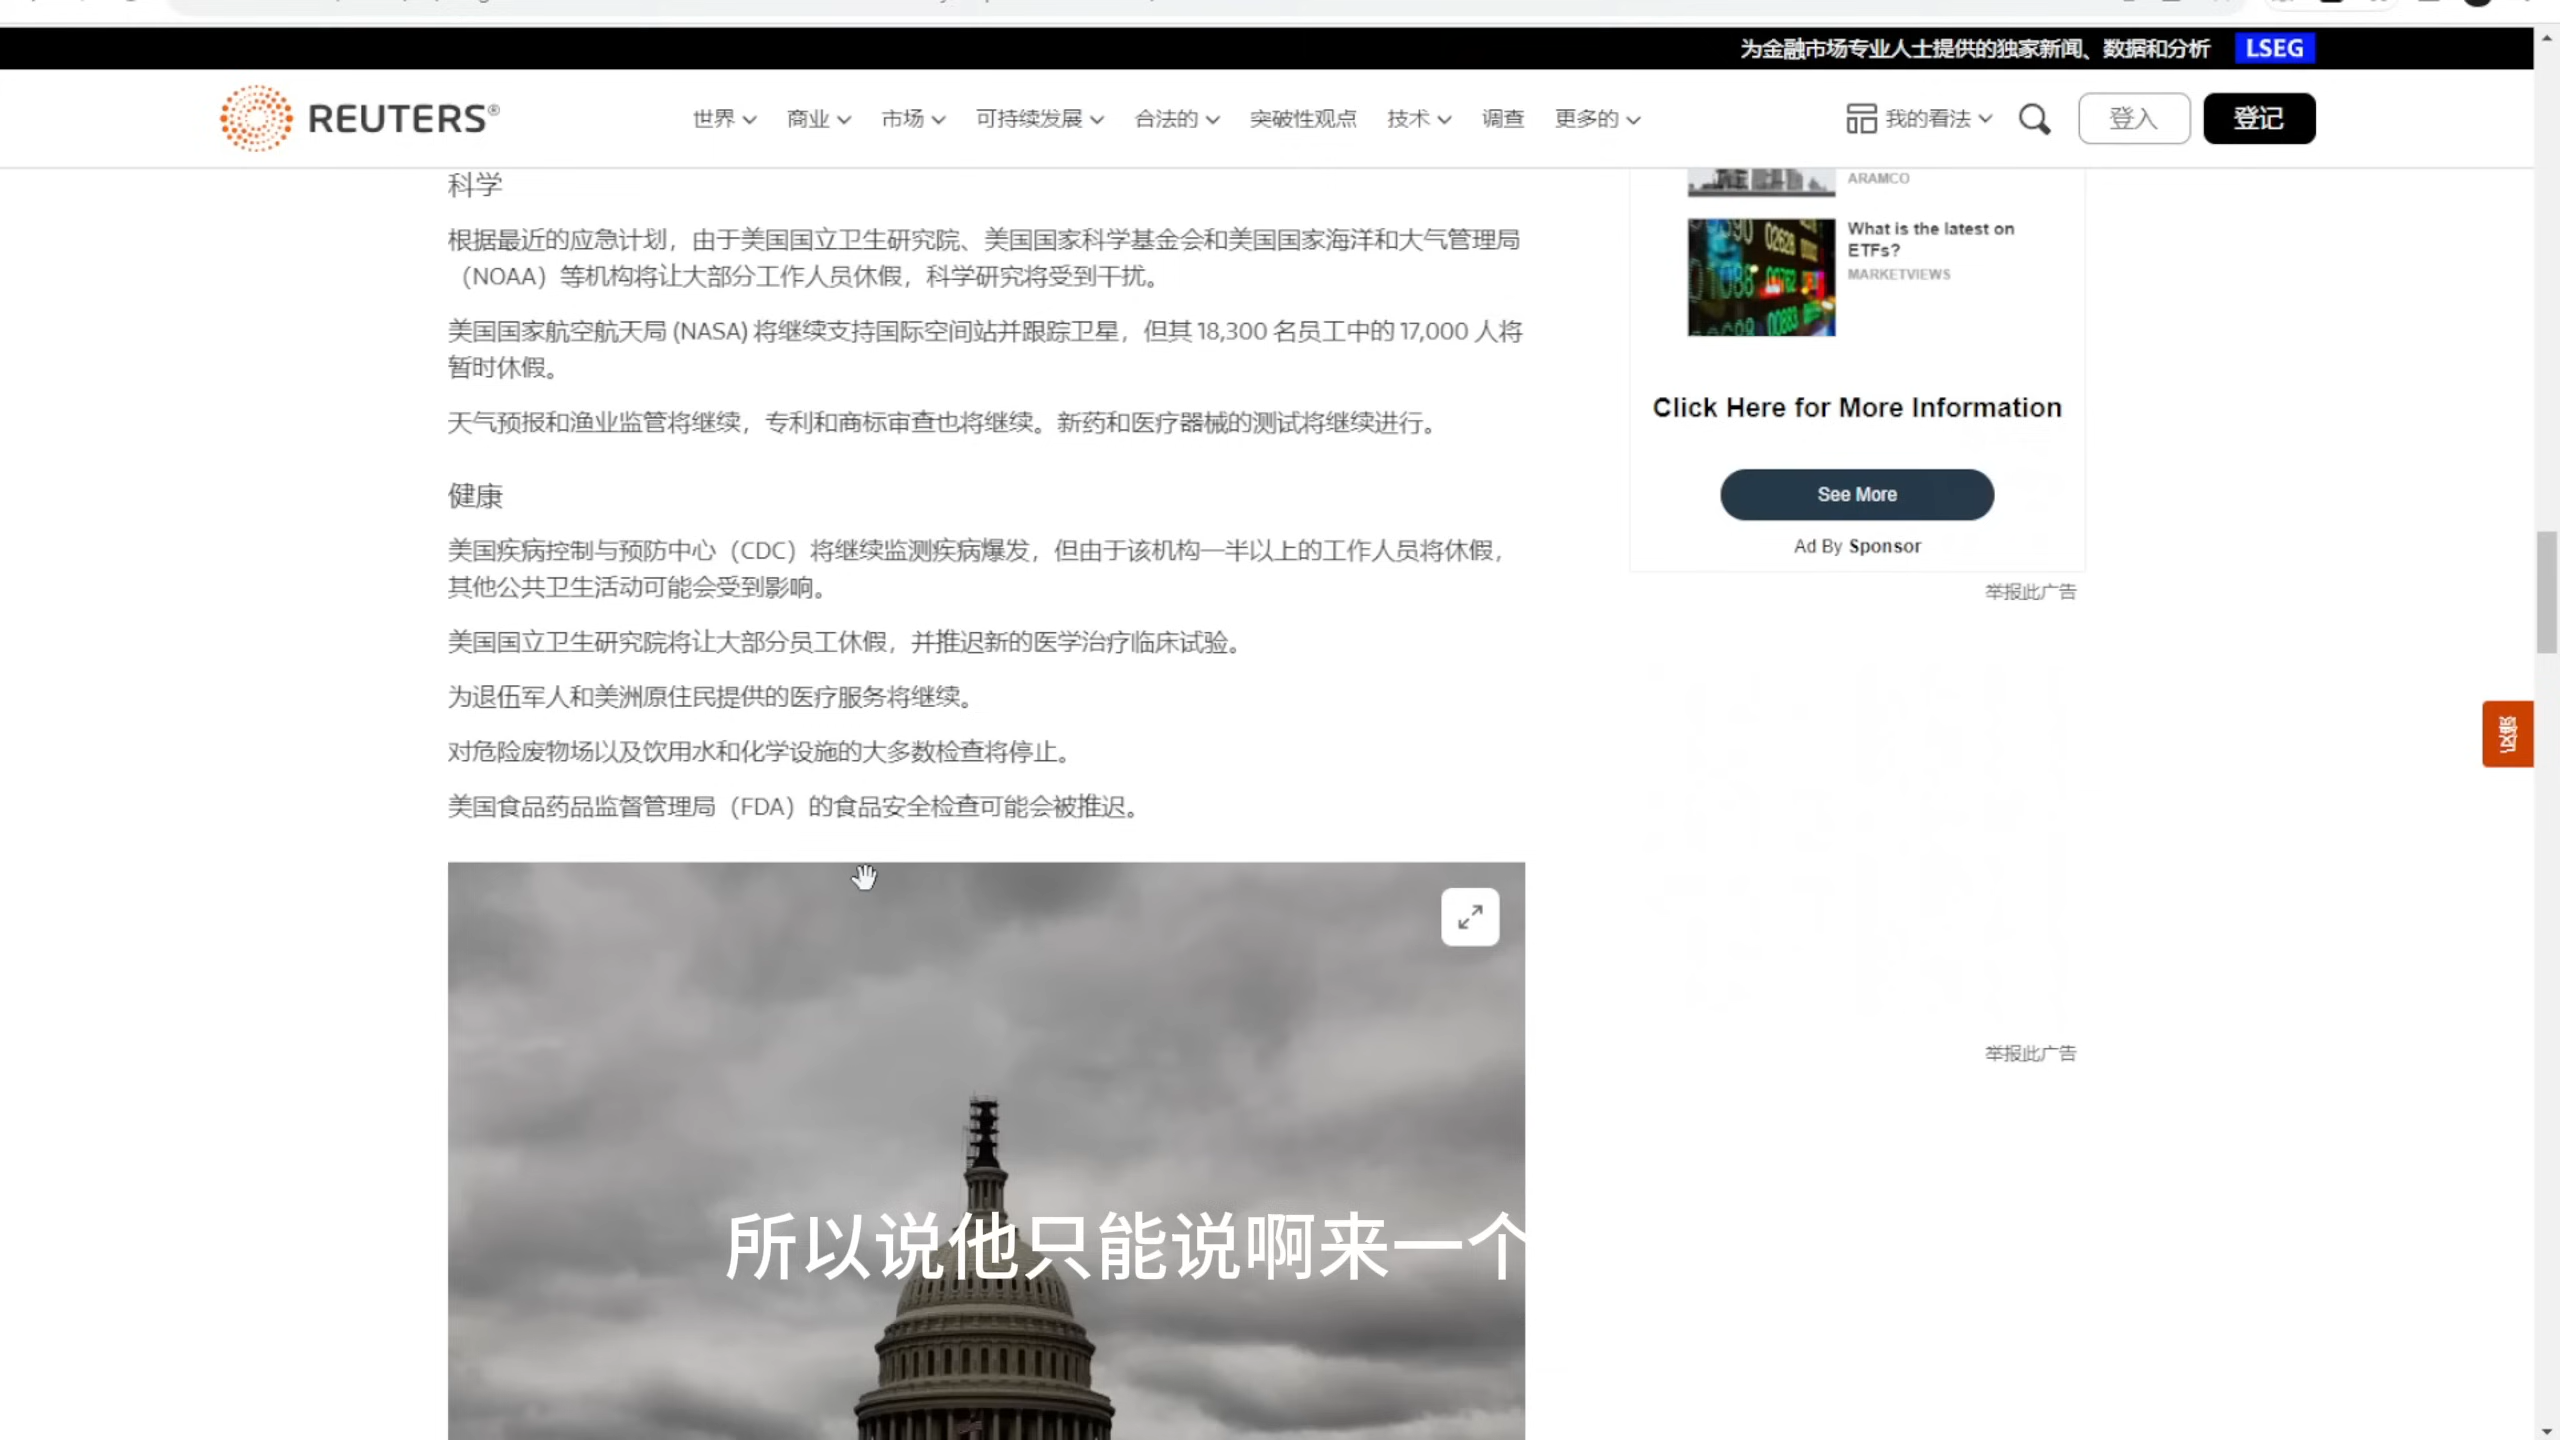 为金融市场专业人士提供的独家新闻、数据和分析 LSEG
REUTERS®
世界 商业 市场 可持续发展 合法的 突破性观点 技术 调查 更多的 我的看法 登入 登记
科学
根据最近的应急计划，由于美国国立卫生研究院、美国国家科学基金会和美国国家海洋和大气管理局
（NOAA）等机构将让大部分工作人员休假，科学研究将受到干扰。
美国国家航空航天局 (NASA) 将继续支持国际空间站并跟踪卫星，但其 18,300 名员工中的 17,000 人将
暂时休假。
天气预报和渔业监管将继续，专利和商标审查也将继续。新药和医疗器械的测试将继续进行。
健康
美国疾病控制与预防中心（CDC）将继续监测疾病爆发，但由于该机构一半以上的工作人员将休假，
其他公共卫生活动可能会受到影响。
美国国立卫生研究院将让大部分员工休假，并推迟新的医学治疗临床试验。
为退伍军人和美洲原住民提供的医疗服务将继续。
对危险废物场以及饮用水和化学设施的大多数检查将停止。
美国食品药品监督管理局（FDA）的食品安全检查可能会被推迟。
所以说他只能说啊来一个
ARAMCO
What is the latest on
ETFs?
MARKETVIEWS
Click Here for More Information
See More
Ad By Sponsor
举报此广告
反馈
举报此广告